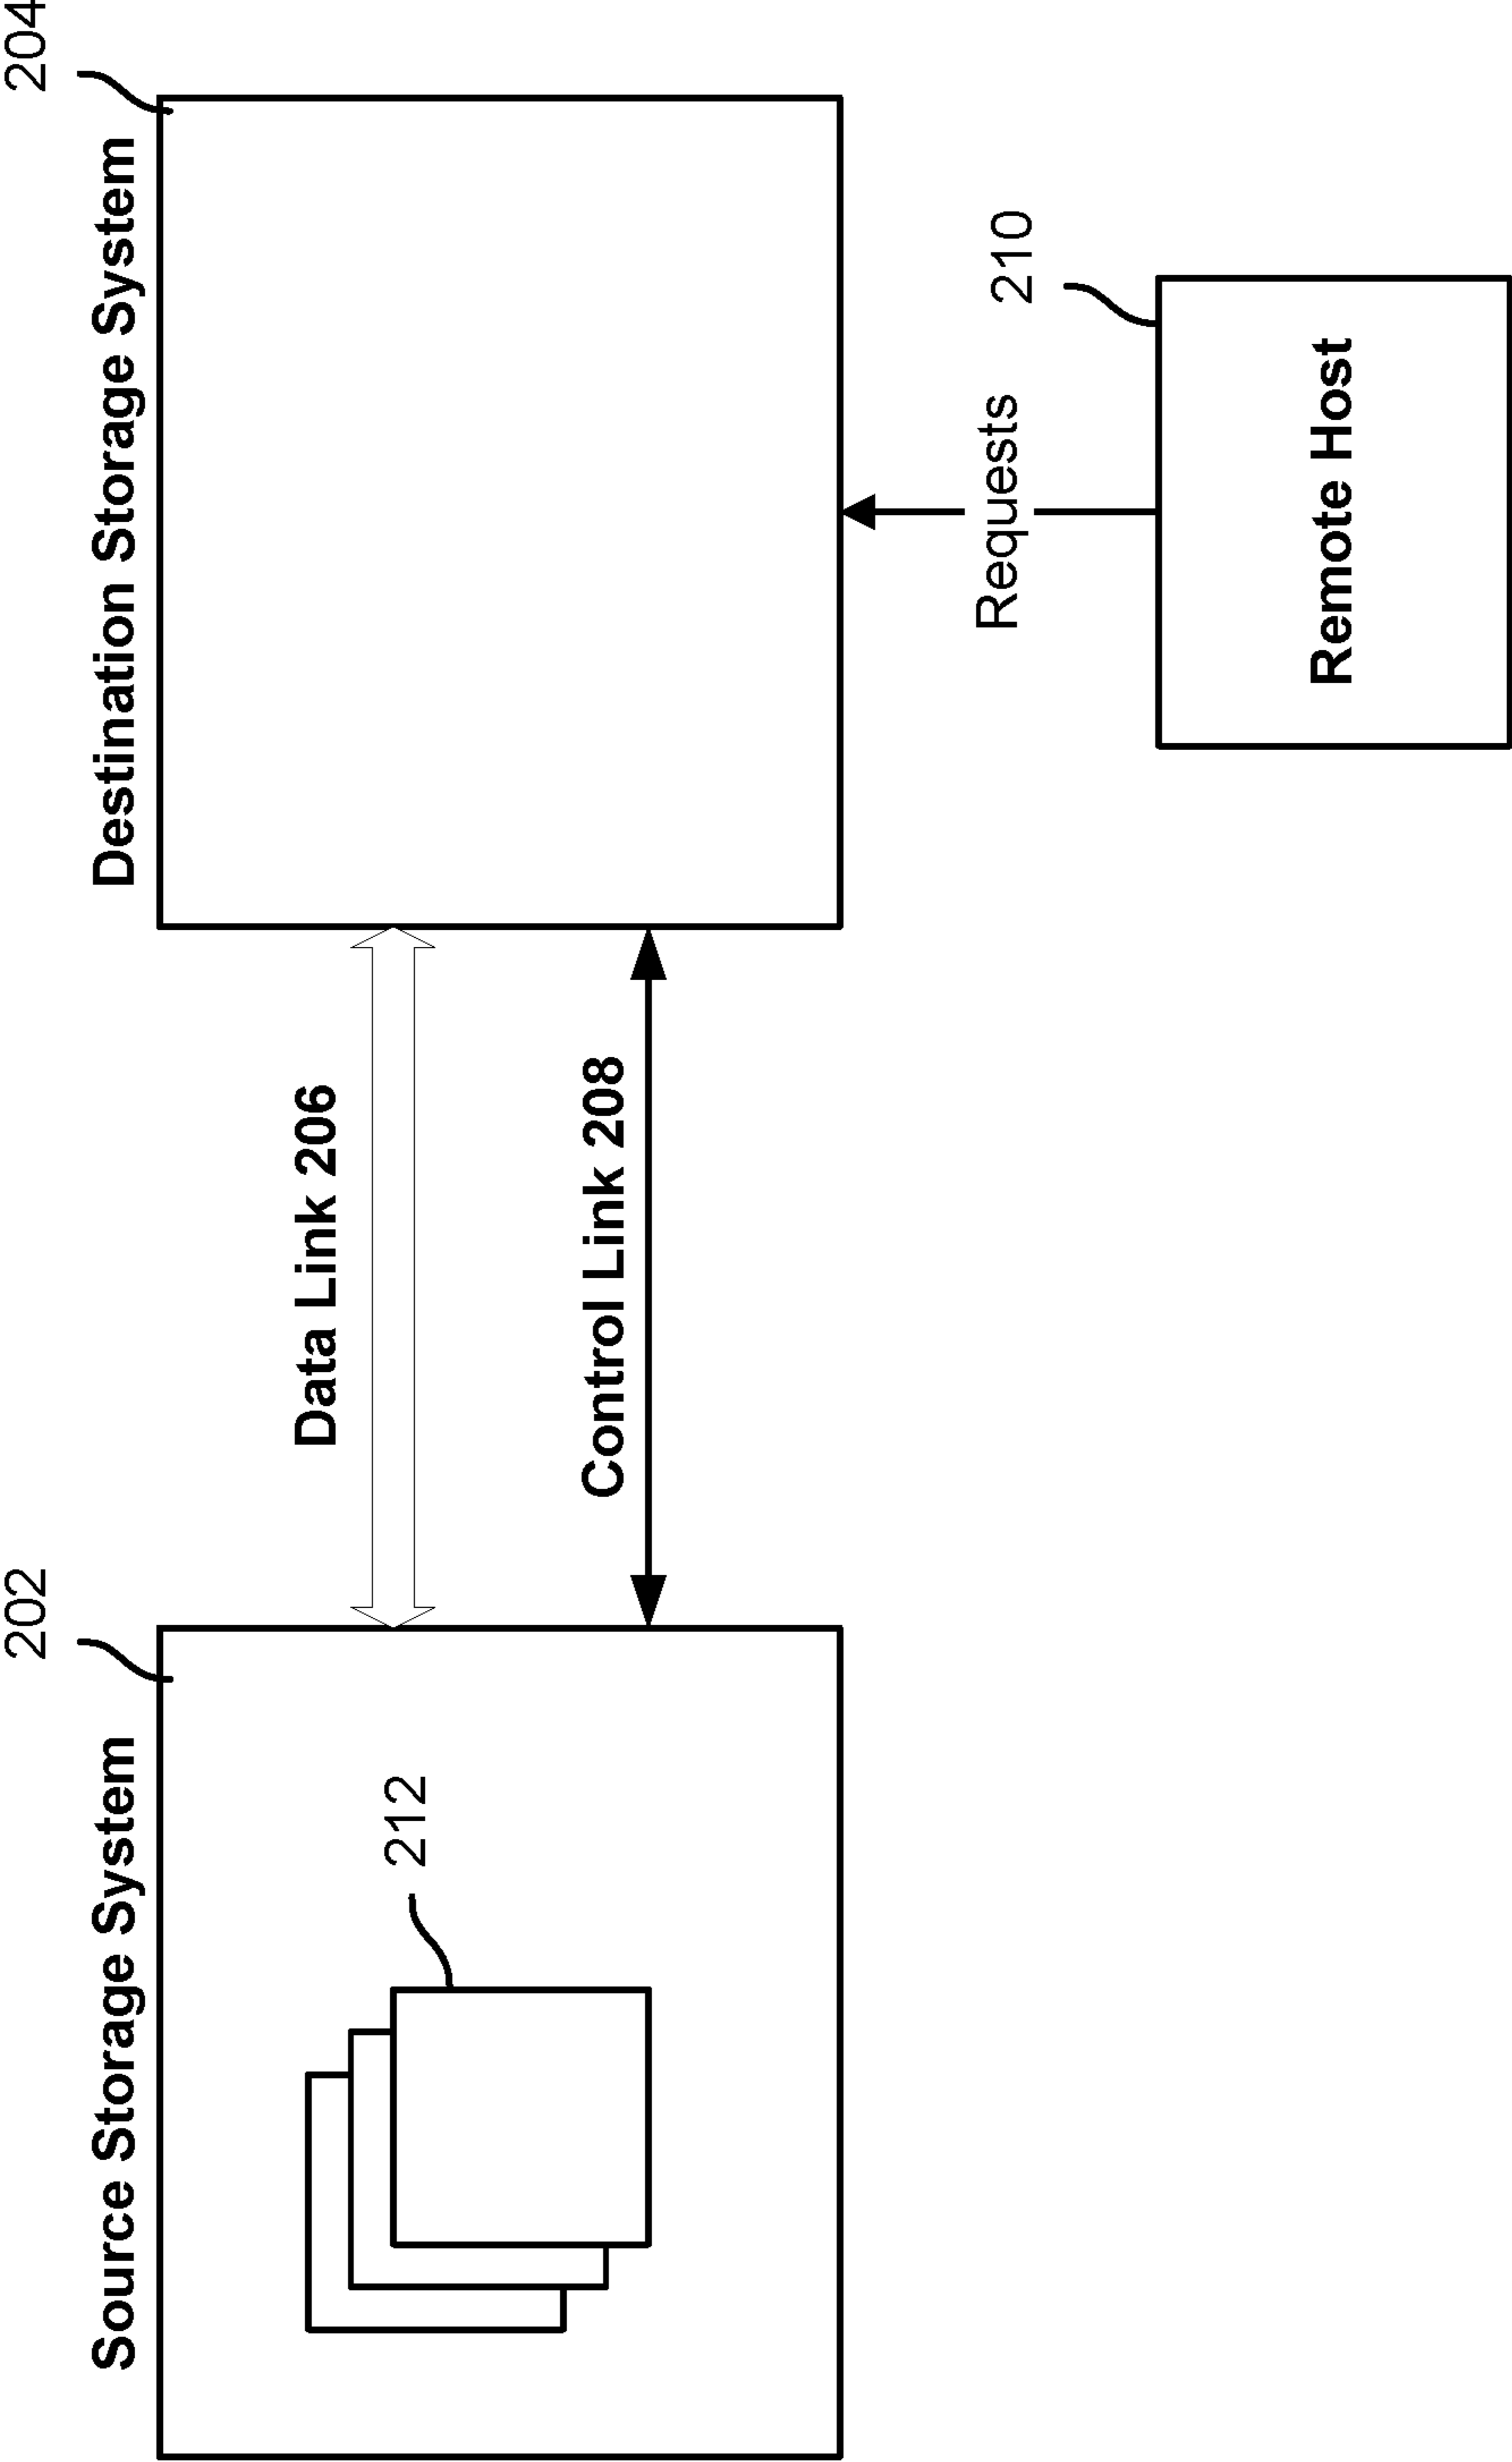 202
204
Source Storage System
Destination Storage System
Data Link 206
212
Control Link 208
Requests
210
Remote Host